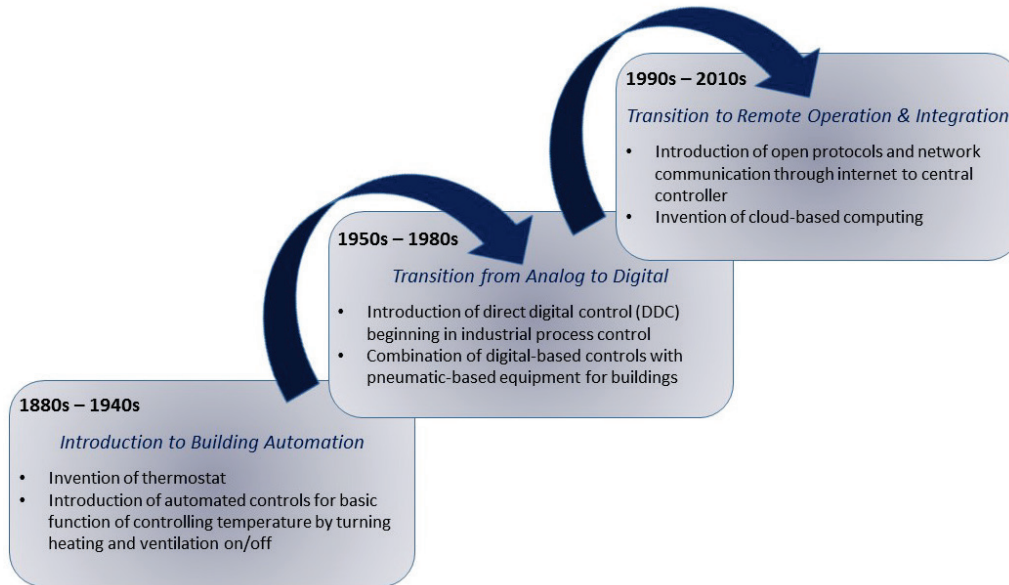 1990s – 2010s
Transition to Remote Operation & Integration
• Introduction of open protocols and network
communication through internet to central
controller
• Invention of cloud-based computing
1950s – 1980s
Transition from Analog to Digital
• Introduction of direct digital control (DDC)
beginning in industrial process control
• Combination of digital-based controls with
pneumatic-based equipment for buildings
1880s – 1940s
Introduction to Building Automation
• Invention of thermostat
• Introduction of automated controls for basic
function of controlling temperature by turning
heating and ventilation on/off